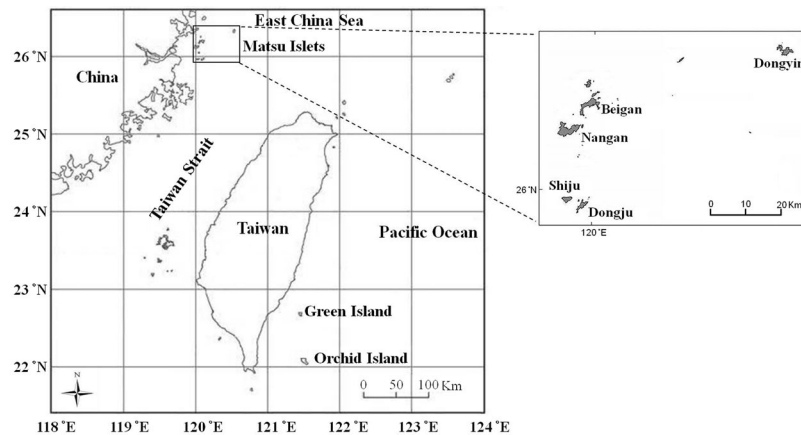 East China Sea
26°N
Matsu Islets
China
25°N
Taiwan Strait
24°N
Taiwan
Pacific Ocean
23°N
Green Island
22°N
Orchid Island
N
0 50 100 Km
118°E 119°E 120°E 121°E 122°E 123°E 124°E
Dongyin
Beigan
Nangan
Shiju
26°N
Dongju
0 10 20 Km
120°E